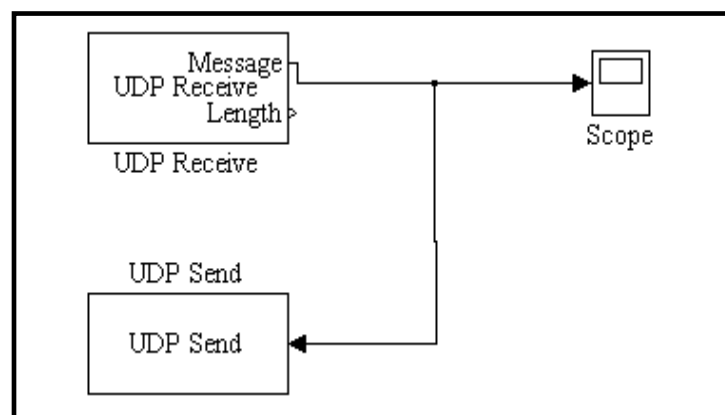 Message
UDP Receive
Length
UDP Receive
Scope
UDP Send
UDP Send